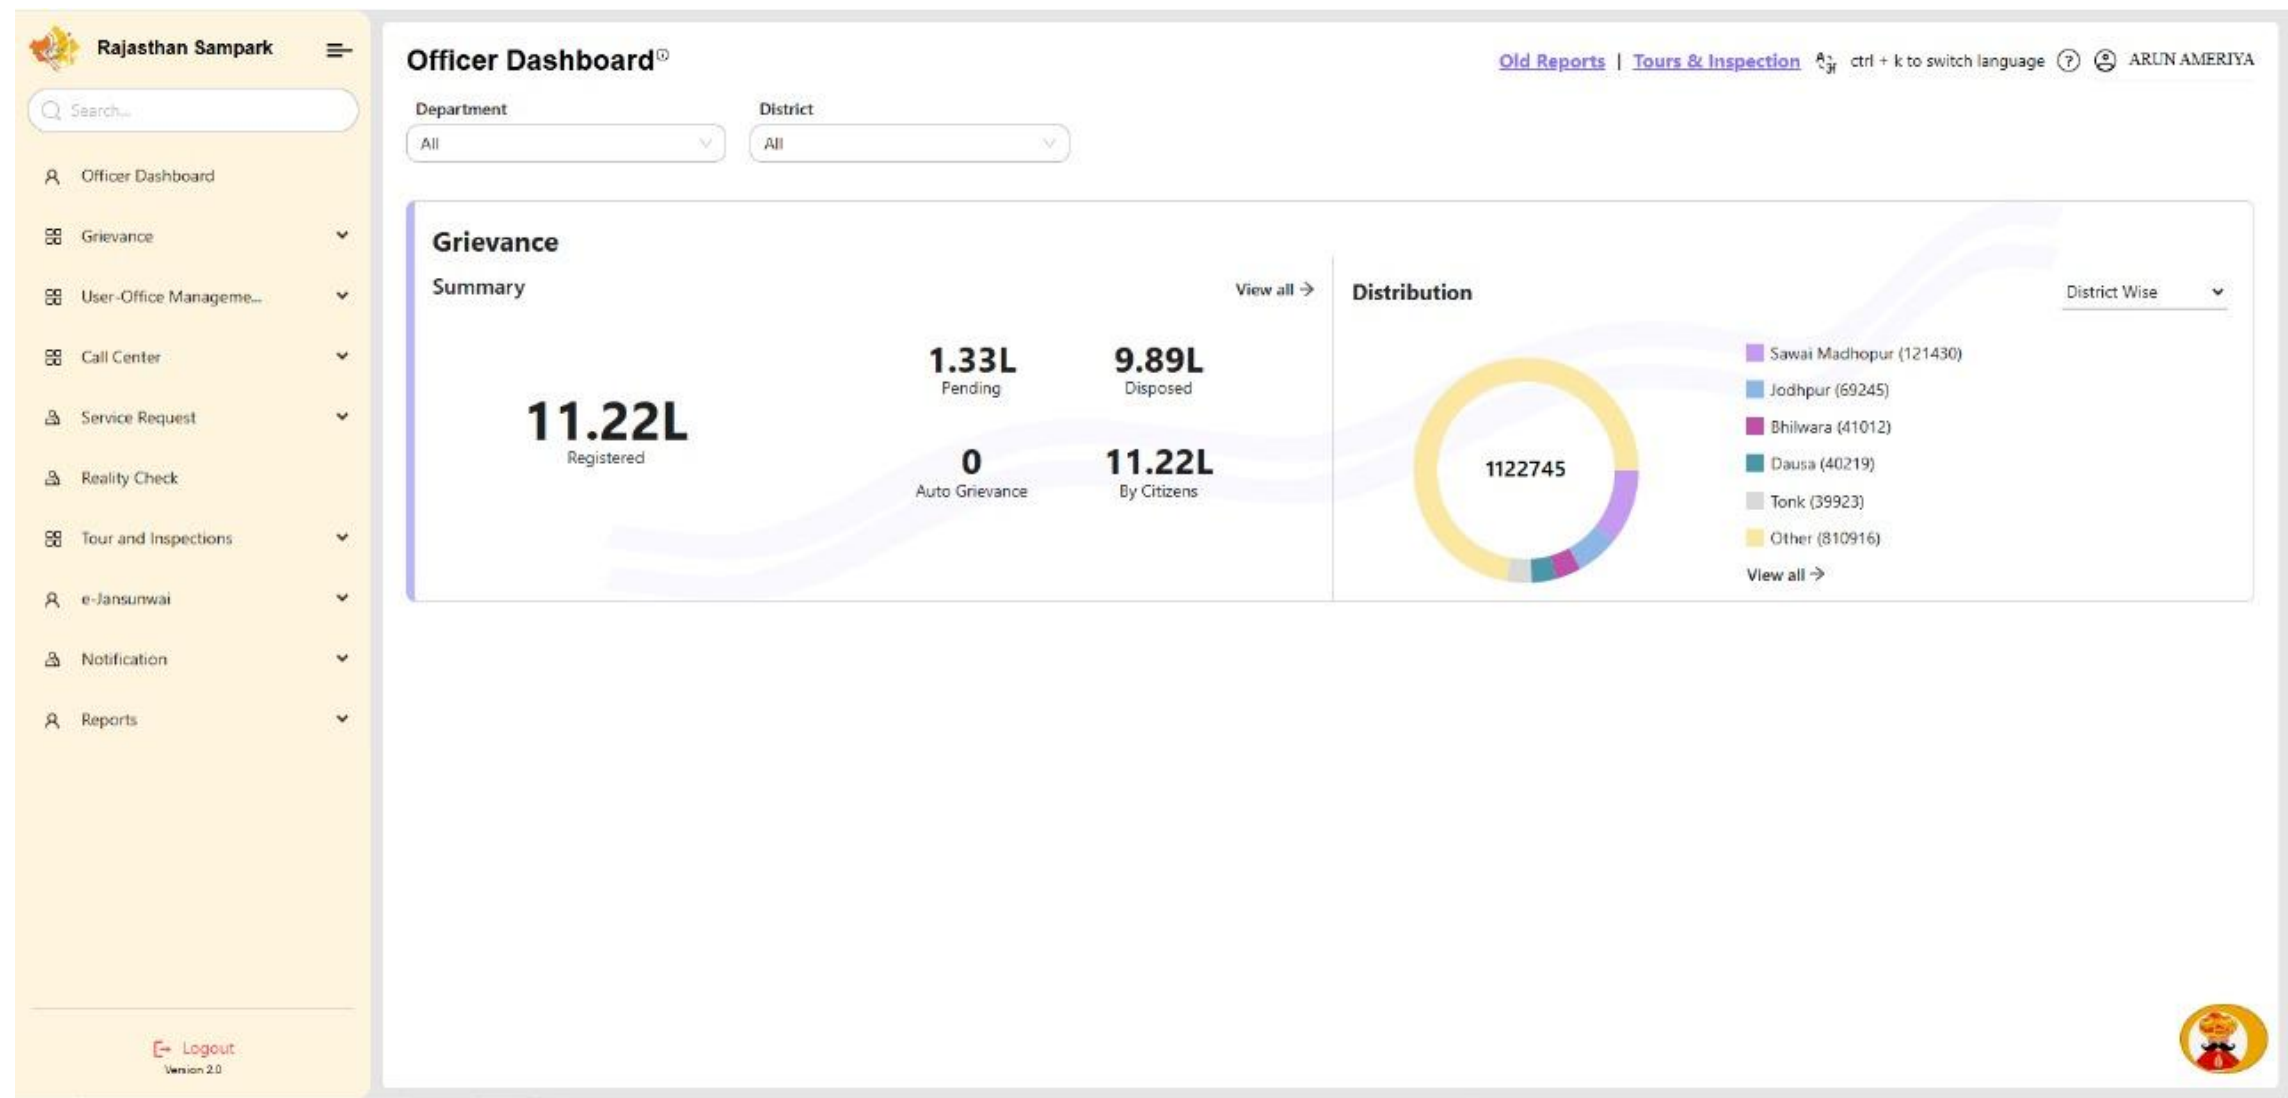 Rajasthan Sampark
Search...
Officer Dashboard
Grievance
User-Office Manageme...
Call Center
Service Request
Reality Check
Tour and Inspections
e-Jansunwai
Notification
Reports
Logout
Version 2.0
Officer Dashboard
Old Reports | Tours & Inspection ctrl + k to switch language ARUN AMERIYA
Department District
All All
Grievance
Summary View all →
11.22L
Registered
1.33L 9.89L
Pending Disposed
0 11.22L
Auto Grievance By Citizens
Distribution District Wise
1122745
Sawai Madhopur (121430)
Jodhpur (69245)
Bhilwara (41012)
Dausa (40219)
Tonk (39923)
Other (810916)
View all →